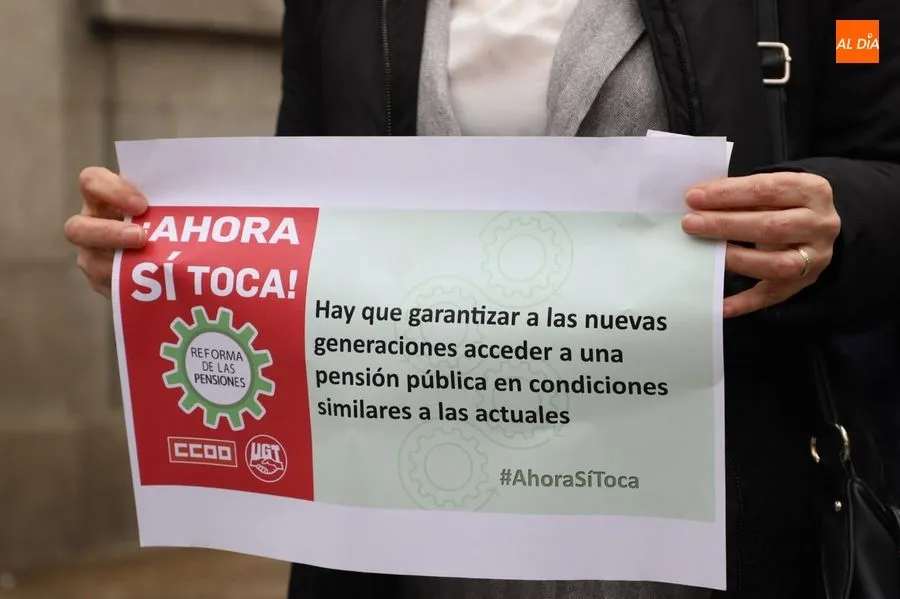 AL DÍA
¡AHORA
SÍ TOCA!
REFORMA
DE LAS
PENSIONES
CCOO
UGT
Hay que garantizar a las nuevas
generaciones acceder a una
pensión pública en condiciones
similares a las actuales
#AhoraSíToca